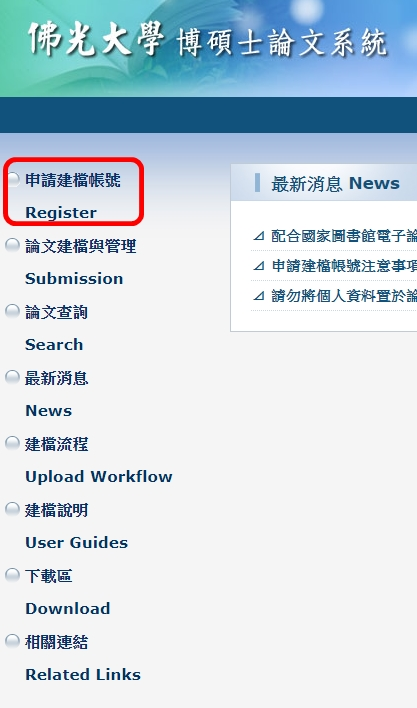 佛光大學 博碩士論文系統
申請建檔帳號
Register
論文建檔與管理
Submission
論文查詢
Search
最新消息
News
建檔流程
Upload Workflow
建檔說明
User Guides
下載區
Download
相關連結
Related Links
最新消息 News
配合國家圖書館電子論
申請建檔帳號注意事項
請勿將個人資料置於論